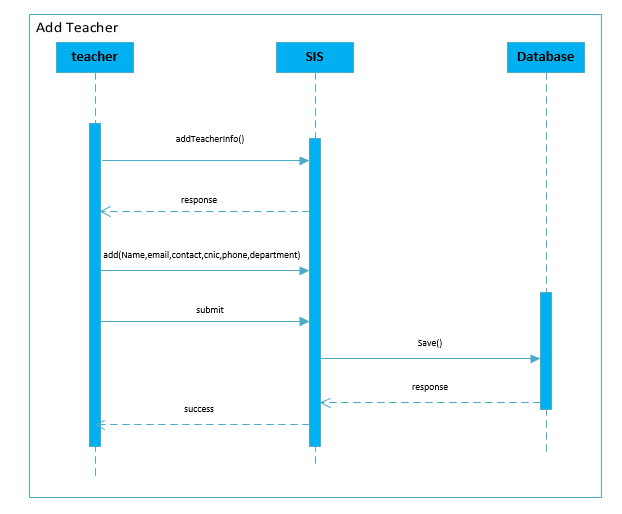 Add Teacher
teacher
SIS
Database
addTeacherInfo()
response
add(Name,email,contact,cnic,phone,department)
submit
Save()
response
success